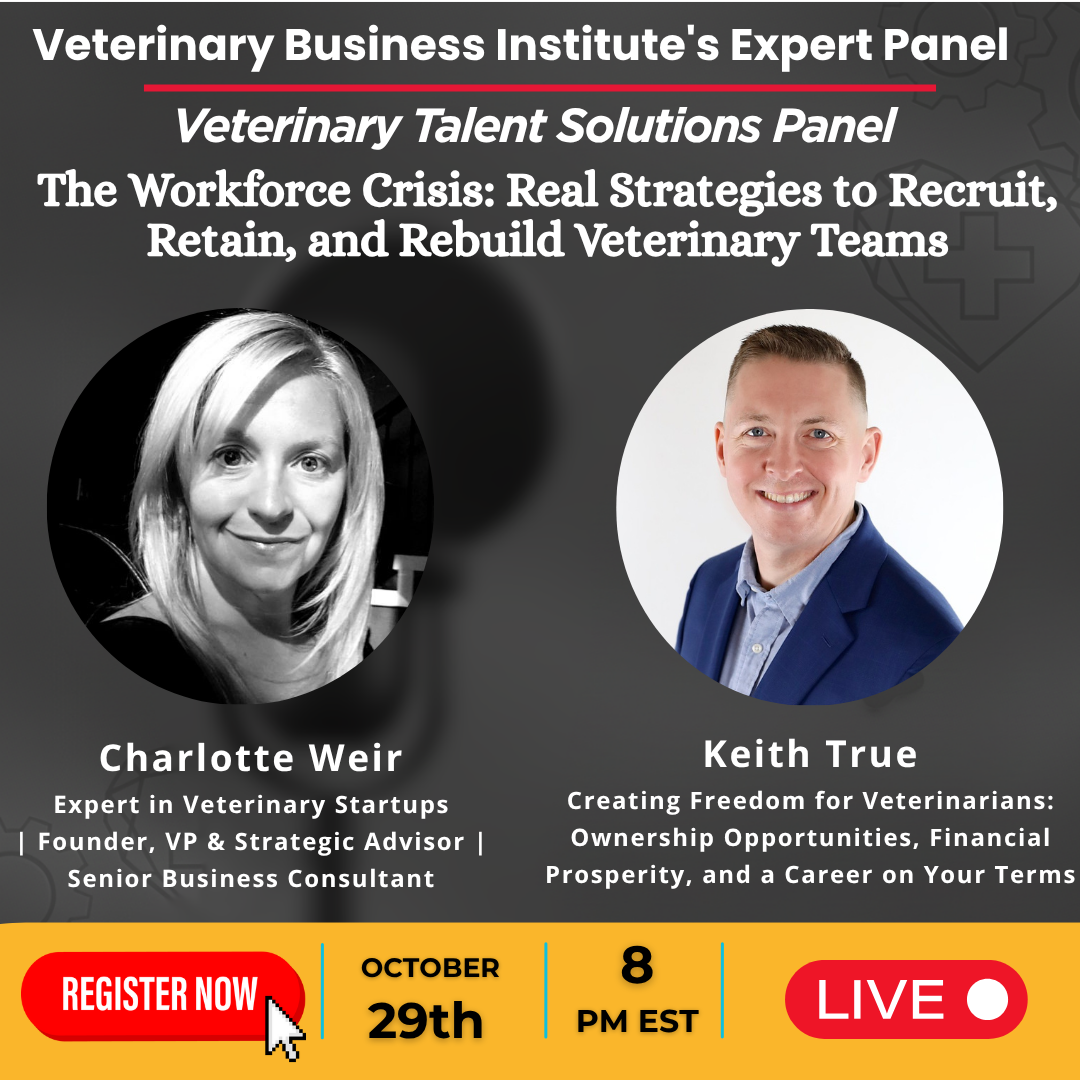 Veterinary Business Institute's Expert Panel
Veterinary Talent Solutions Panel
The Workforce Crisis: Real Strategies to Recruit,
Retain, and Rebuild Veterinary Teams
Charlotte Weir
Expert in Veterinary Startups
| Founder, VP & Strategic Advisor |
Senior Business Consultant
Keith True
Creating Freedom for Veterinarians:
Ownership Opportunities, Financial
Prosperity, and a Career on Your Terms
REGISTER NOW
OCTOBER
29th
8
PM EST
LIVE